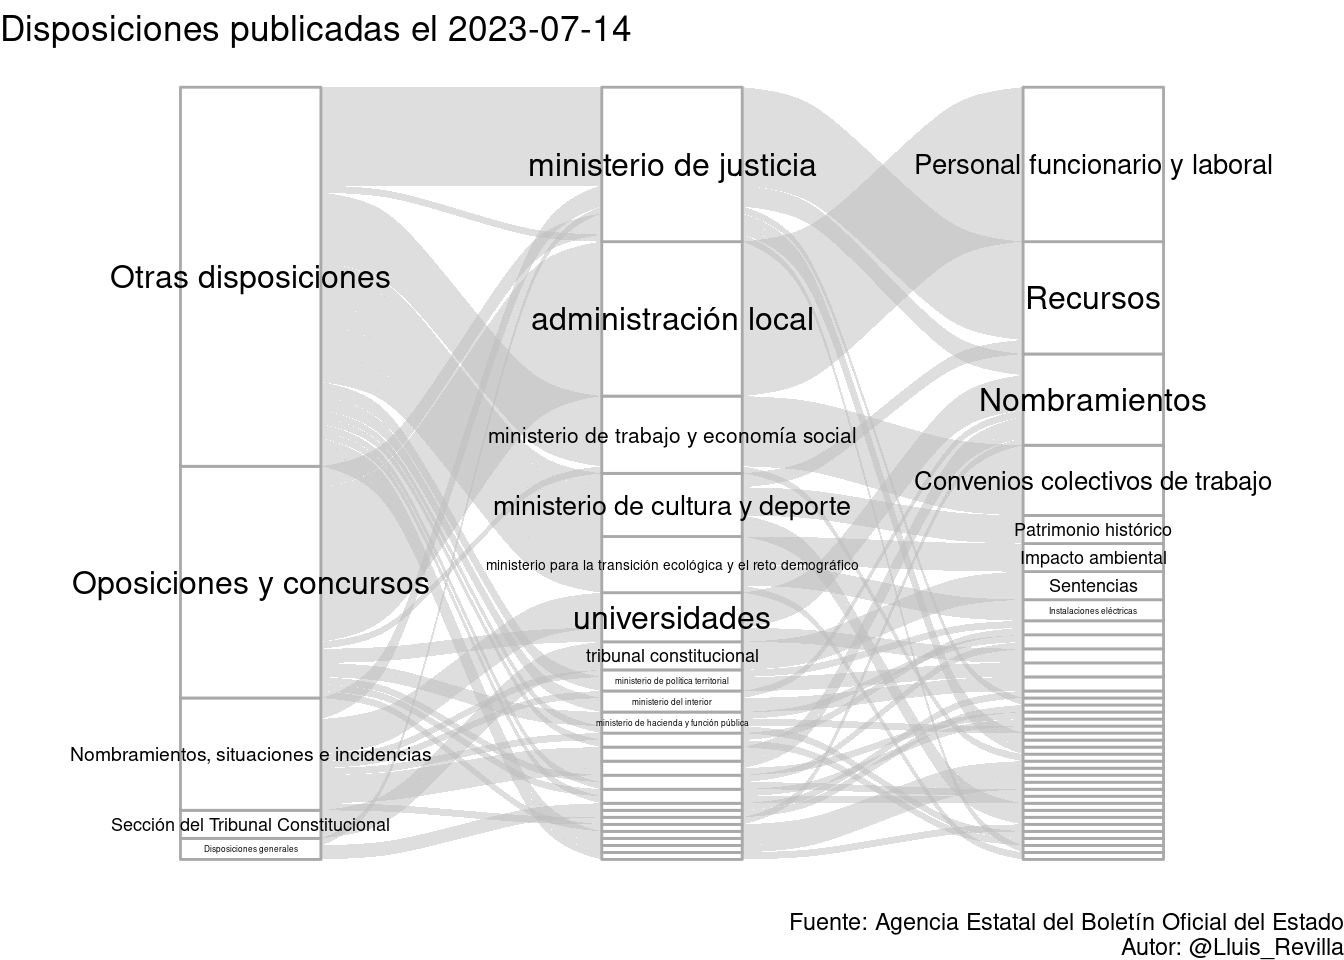 Disposiciones publicadas el 2023-07-14
Otras disposiciones
Oposiciones y concursos
Nombramientos, situaciones e incidencias
Sección del Tribunal Constitucional
Disposiciones generales
ministerio de justicia
administración local
ministerio de trabajo y economía social
ministerio de cultura y deporte
ministerio para la transición ecológica y el reto demográfico
universidades
tribunal constitucional
ministerio de política territorial
ministerio del interior
ministerio de hacienda y función pública
Personal funcionario y laboral
Recursos
Nombramientos
Convenios colectivos de trabajo
Patrimonio histórico
Impacto ambiental
Sentencias
Instalaciones eléctricas
Fuente: Agencia Estatal del Boletín Oficial del Estado
Autor: @Lluis_Revilla